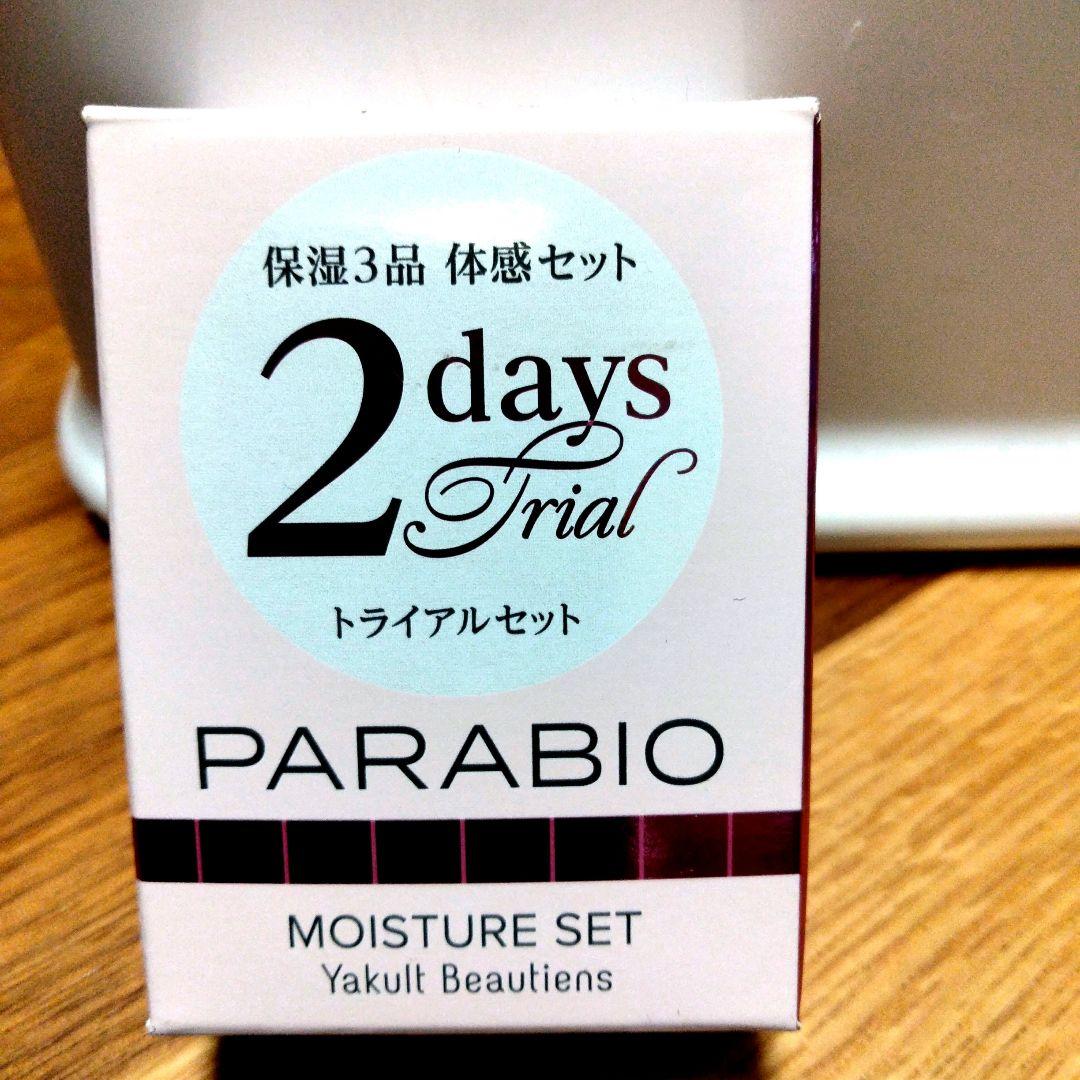 保湿3品 体感セット
2 days
Trial
トライアルセット
PARABIO
MOISTURE SET
Yakult Beautiens